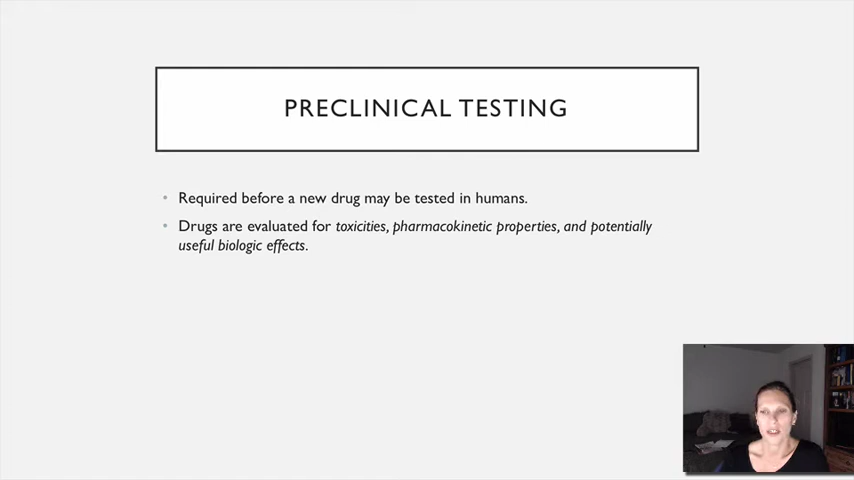 PRECLINICAL TESTING
• Required before a new drug may be tested in humans.
• Drugs are evaluated for toxicities, pharmacokinetic properties, and potentially
useful biologic effects.